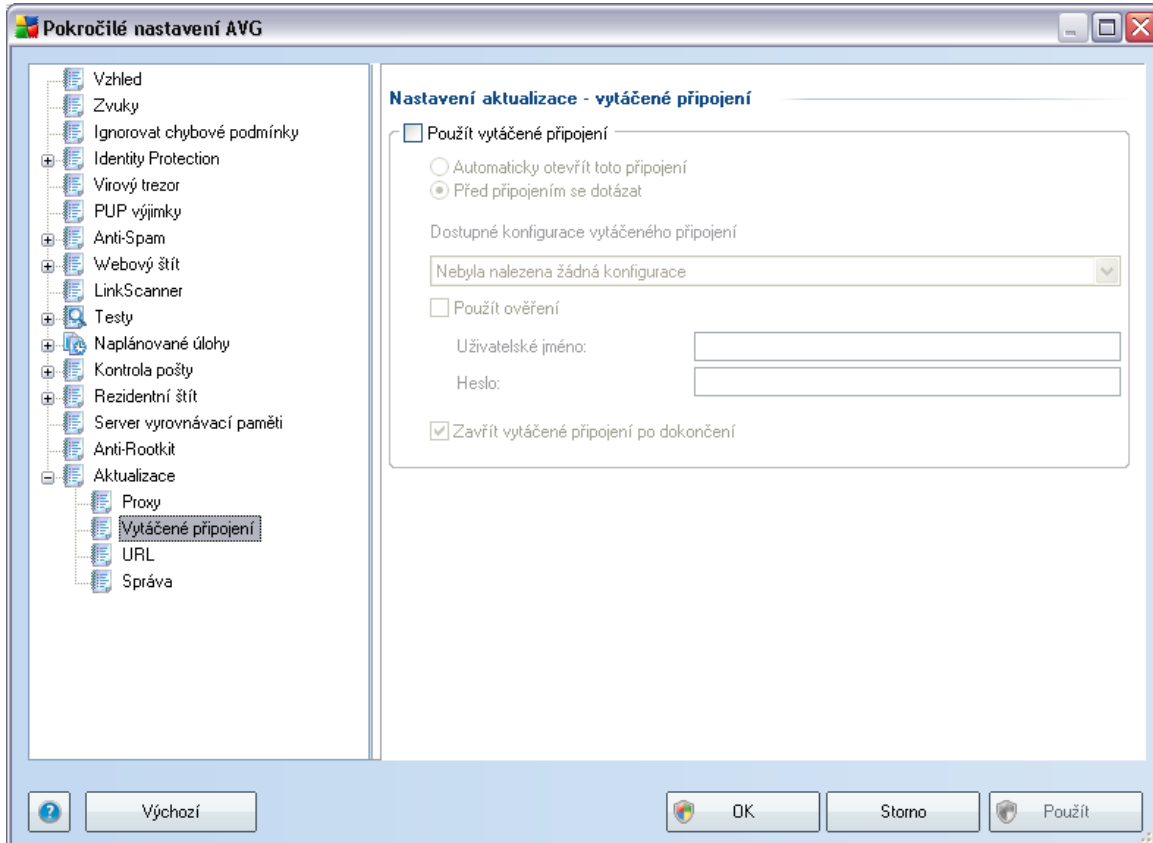 Pokročilé nastavení AVG
Vzhled
Zvuky
Ignorovat chybové podmínky
Identity Protection
Virový trezor
PUP výjimky
Anti-Spam
Webový štít
LinkScanner
Testy
Naplánované úlohy
Kontrola pošty
Rezidentní štít
Server vyrovnávací paměti
Anti-Rootkit
Aktualizace
Proxy
Vytáčené připojení
URL
Správa
Nastavení aktualizace - vytáčené připojení
Použít vytáčené připojení
Automaticky otevřít toto připojení
Před připojením se dotázat
Dostupné konfigurace vytáčeného připojení
Nebyla nalezena žádná konfigurace
Použít ověření
Uživatelské jméno:
Heslo:
Zavřít vytáčené připojení po dokončení
Výchozí
OK
Storno
Použít